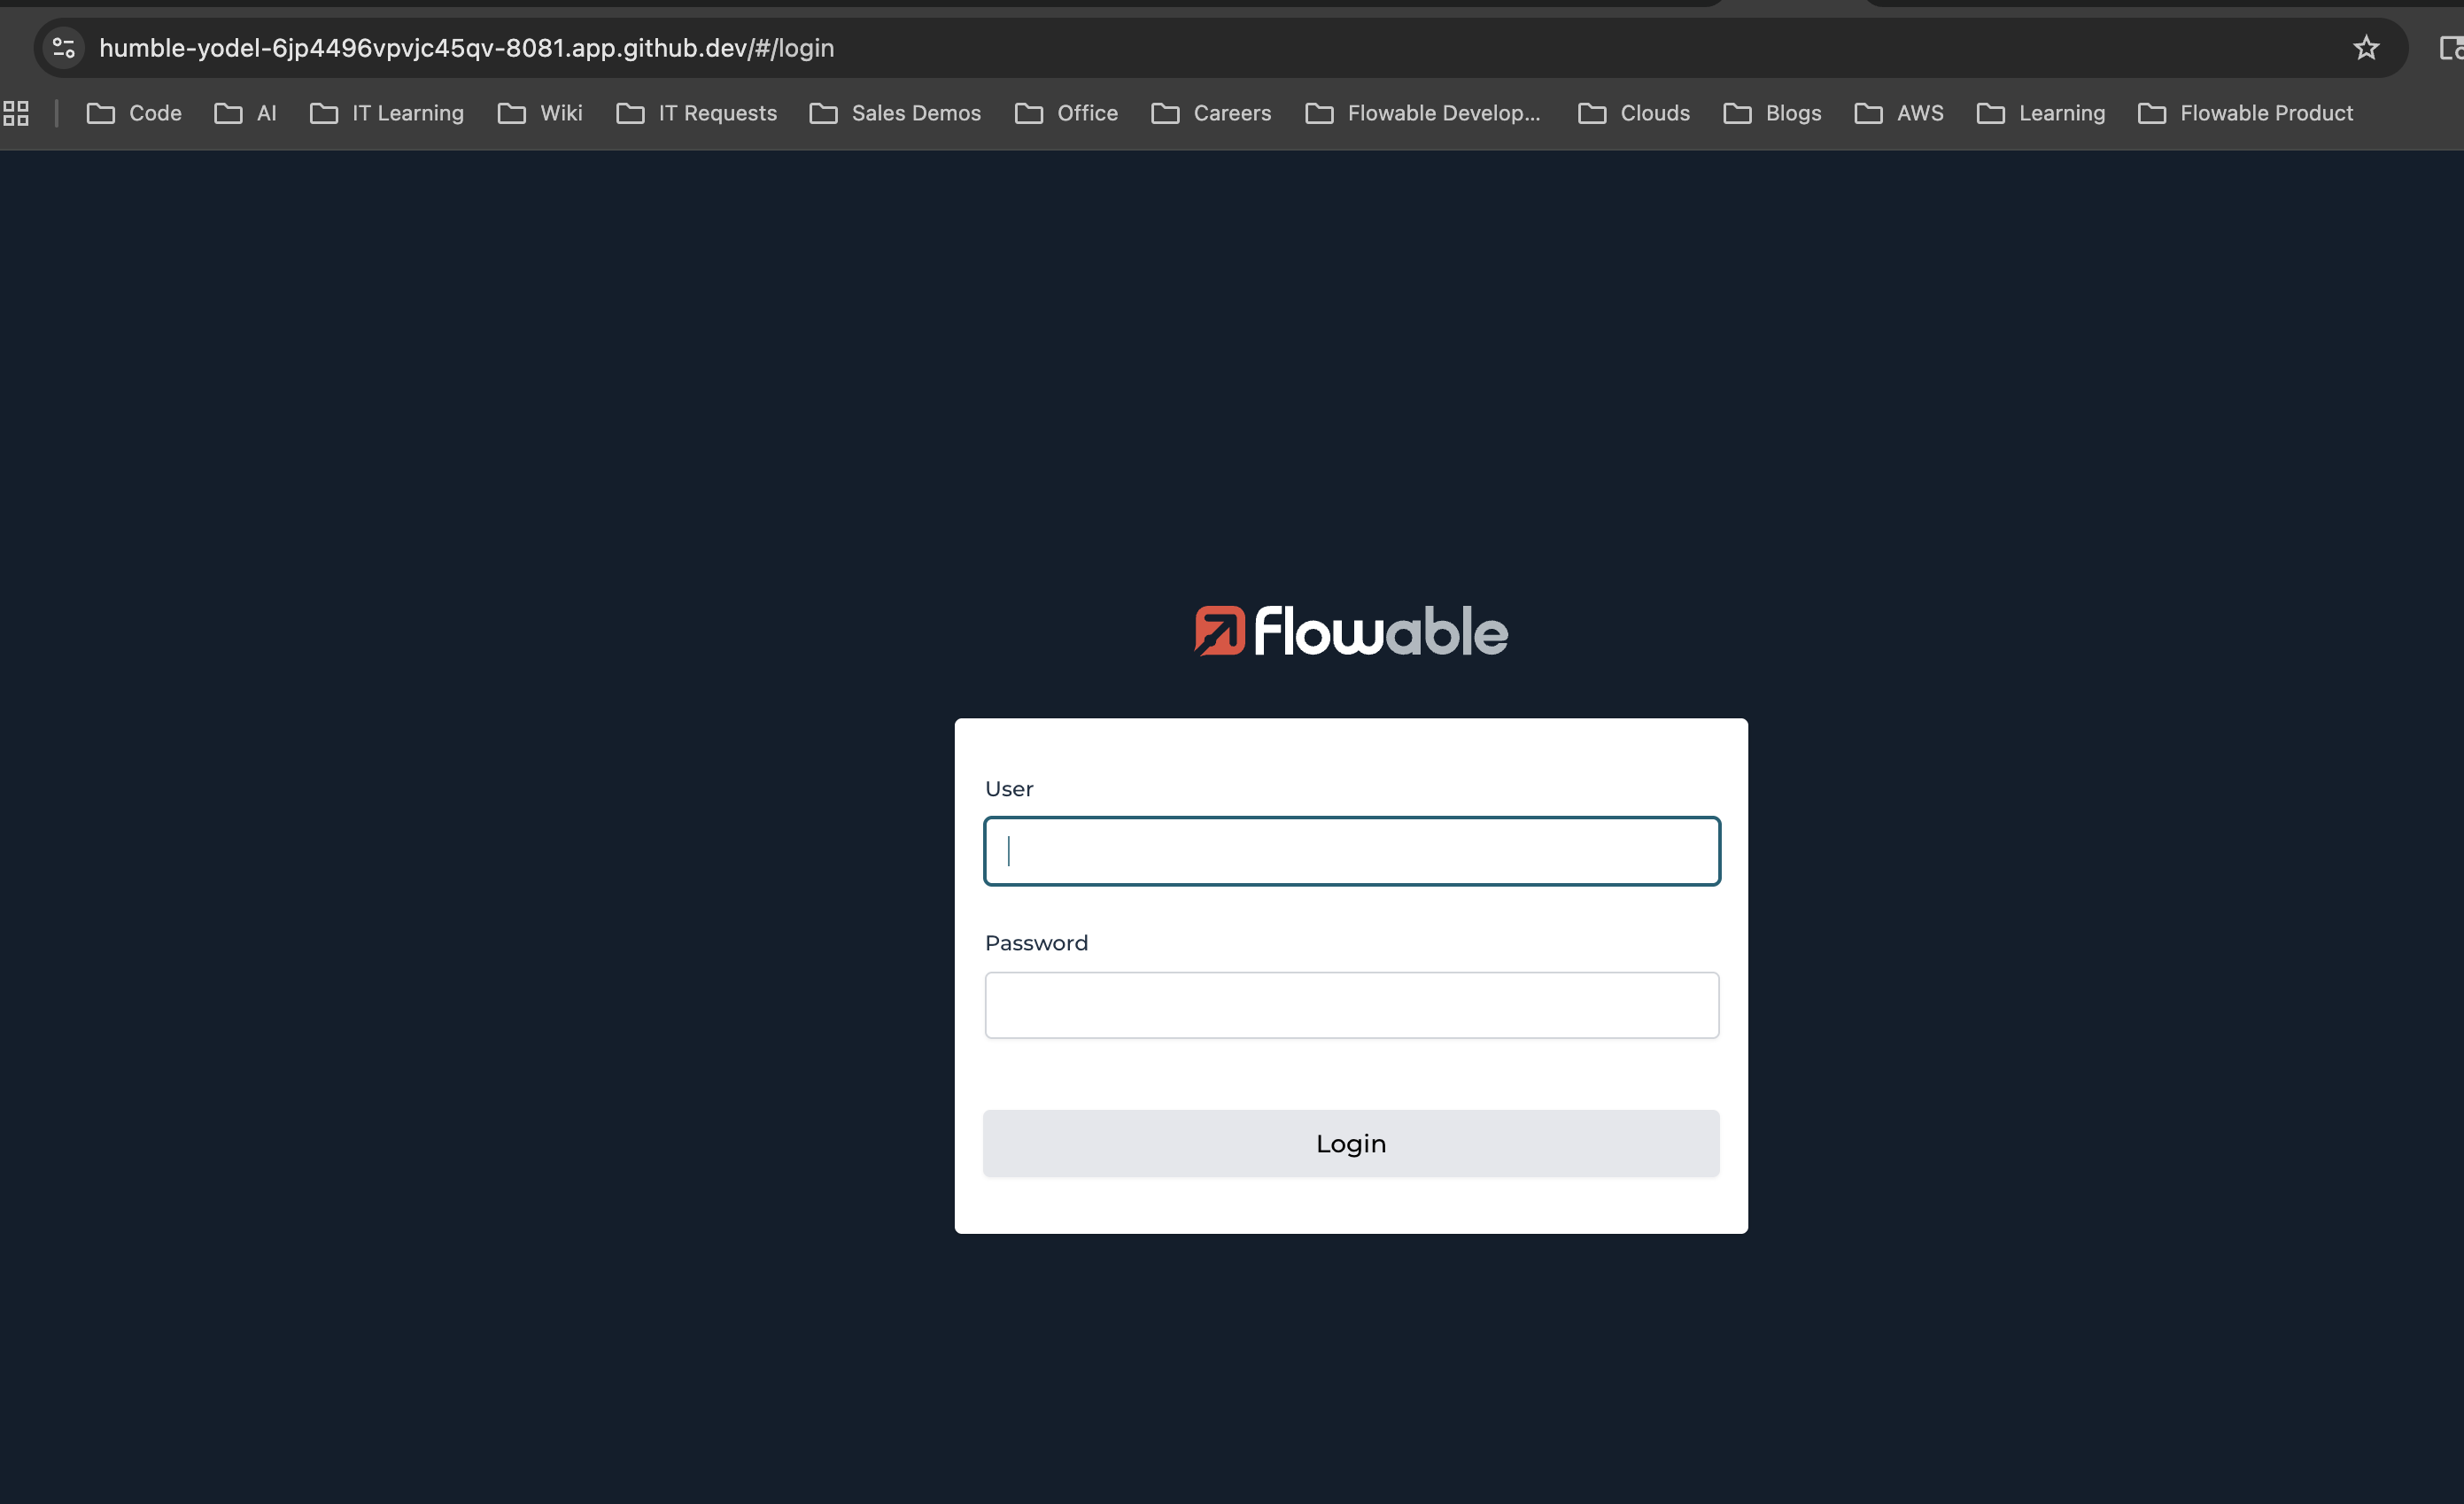 humble-yodel-6jp4496vpvjc45qv-8081.app.github.dev/#/login
Code AI IT Learning Wiki IT Requests Sales Demos Office Careers Flowable Develop... Clouds Blogs AWS Learning Flowable Product
flowable
User
Password
Login